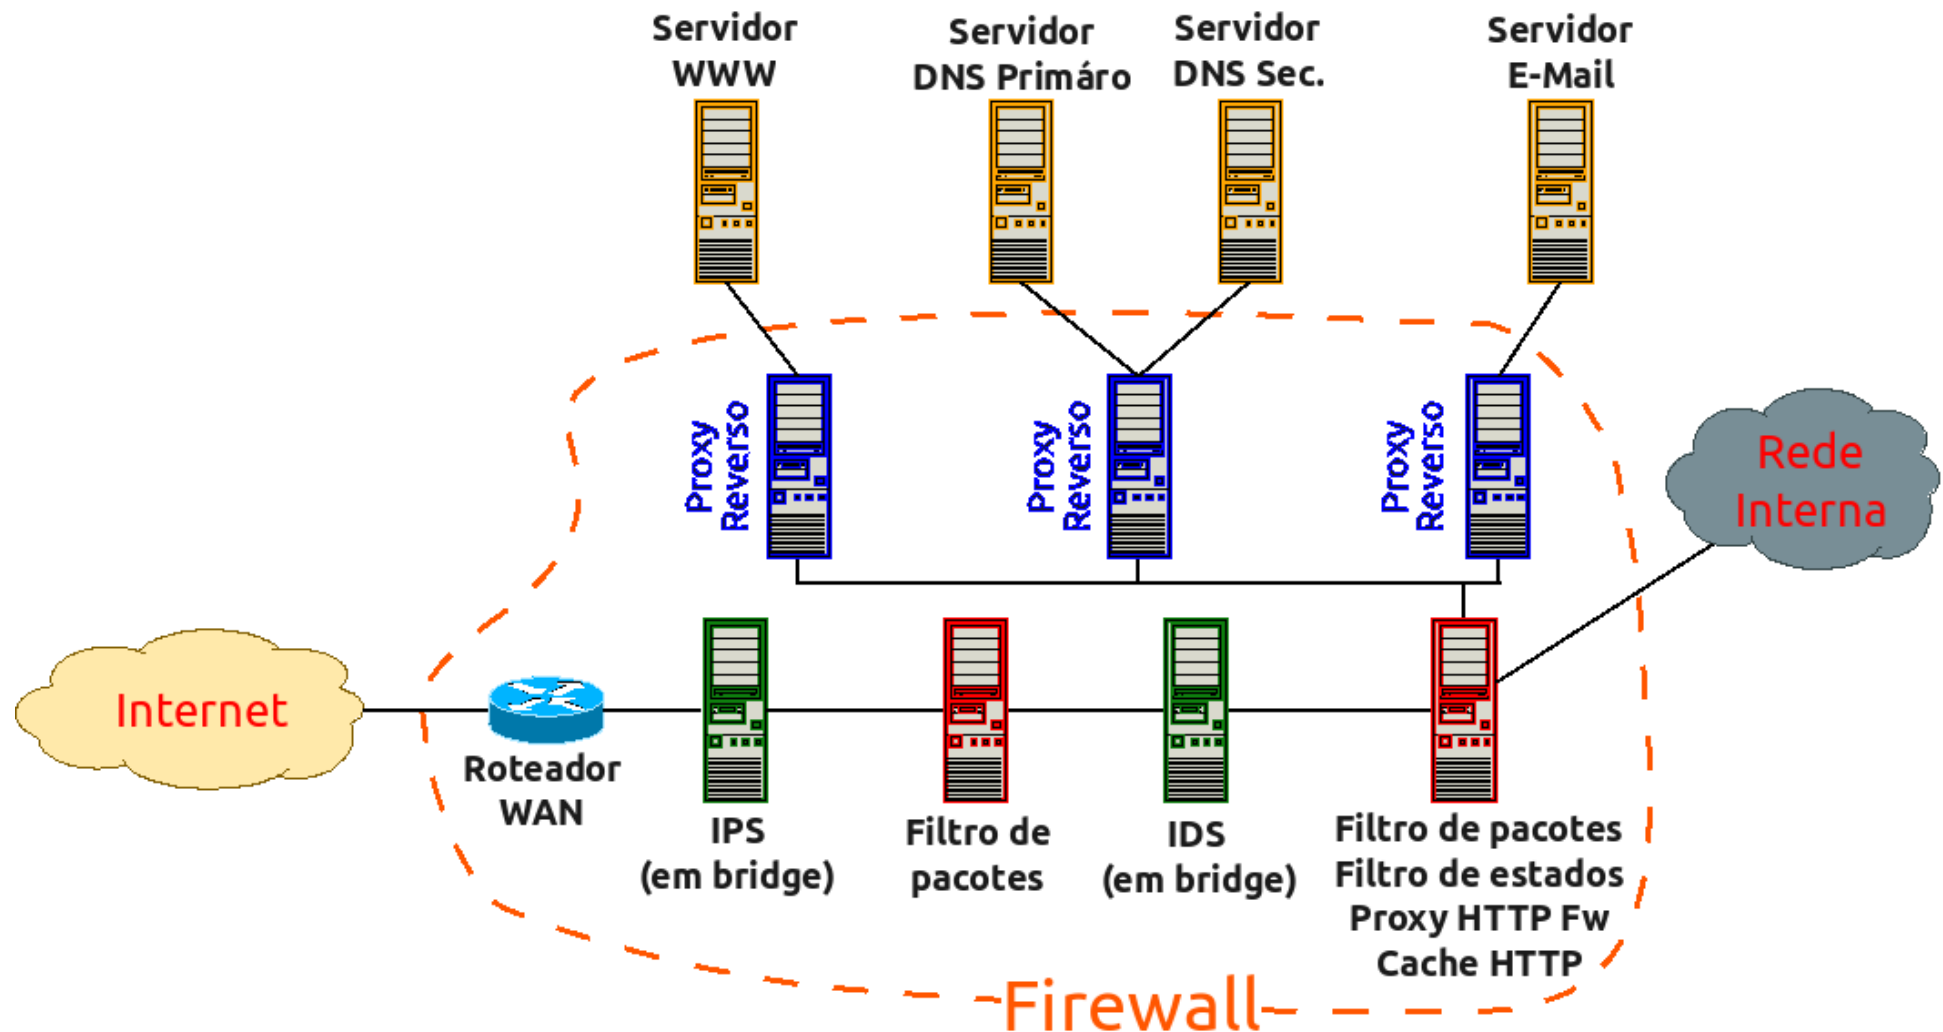 Servidor
WWW
Servidor
DNS Primáro
Servidor
DNS Sec.
Servidor
E-Mail
Proxy
Reverso
Proxy
Reverso
Proxy
Reverso
Rede
Interna
Internet
Roteador
WAN
IPS
(em bridge)
Filtro de
pacotes
IDS
(em bridge)
Filtro de pacotes
Filtro de estados
Proxy HTTP Fw
Cache HTTP
Firewall